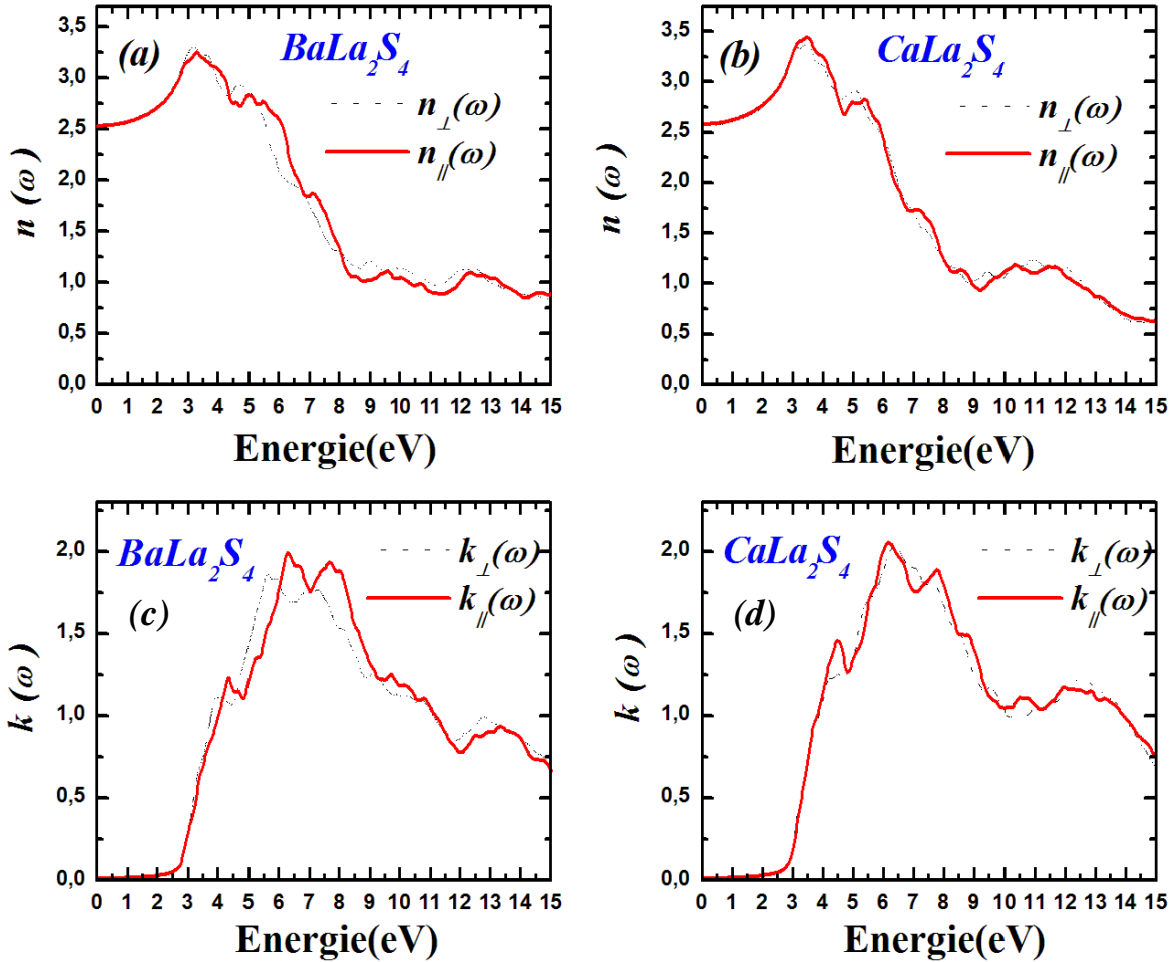 (a)
BaLa₂S₄
n⊥(ω)
n∥(ω)
n (ω)
3,5
3,0
2,5
2,0
1,5
1,0
0,5
0,0
0 1 2 3 4 5 6 7 8 9 10 11 12 13 14 15
Energie(eV)
(b)
CaLa₂S₄
n⊥(ω)
n∥(ω)
n (ω)
3,5
3,0
2,5
2,0
1,5
1,0
0,5
0,0
0 1 2 3 4 5 6 7 8 9 10 11 12 13 14 15
Energie(eV)
BaLa₂S₄
(c)
k⊥(ω)
k∥(ω)
k (ω)
2,0
1,5
1,0
0,5
0,0
0 1 2 3 4 5 6 7 8 9 10 11 12 13 14 15
Energie(eV)
CaLa₂S₄
(d)
k⊥(ω)
k∥(ω)
k (ω)
2,0
1,5
1,0
0,5
0,0
0 1 2 3 4 5 6 7 8 9 10 11 12 13 14 15
Energie(eV)